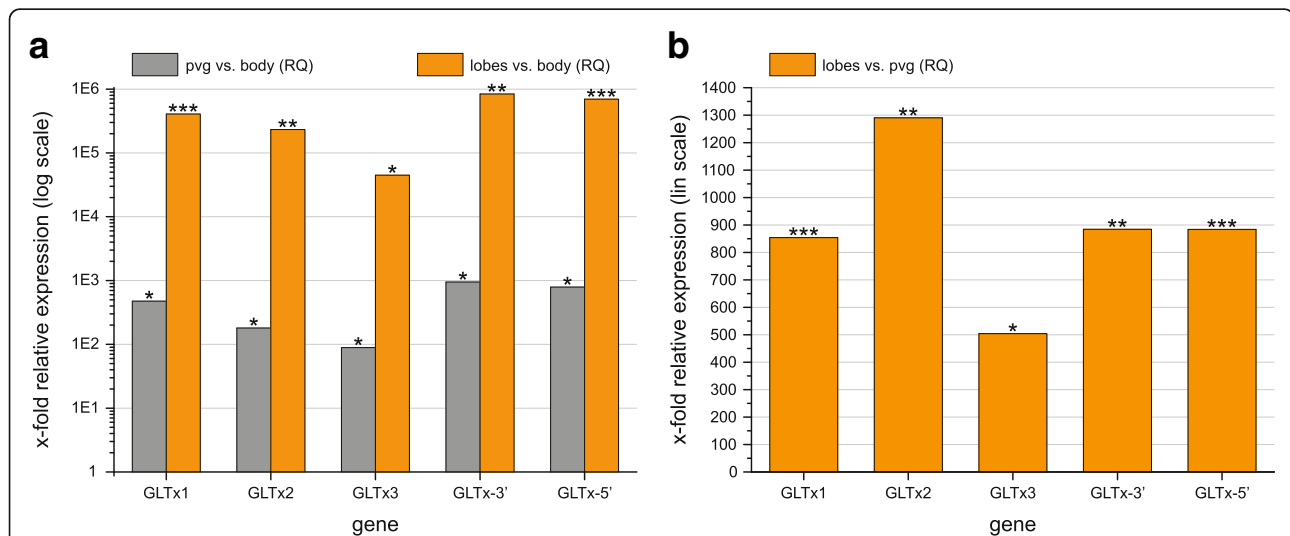 a
pvg vs. body (RQ)
lobes vs. body (RQ)
x-fold relative expression (log scale)
1E6
1E5
1E4
1E3
1E2
1E1
1
***
**
*
**
***
*
*
*
*
*
GLTx1
GLTx2
GLTx3
GLTx-3’
GLTx-5’
gene
b
lobes vs. pvg (RQ)
x-fold relative expression (lin scale)
1400
1300
1200
1100
1000
900
800
700
600
500
400
300
200
100
0
***
**
*
**
***
GLTx1
GLTx2
GLTx3
GLTx-3’
GLTx-5’
gene